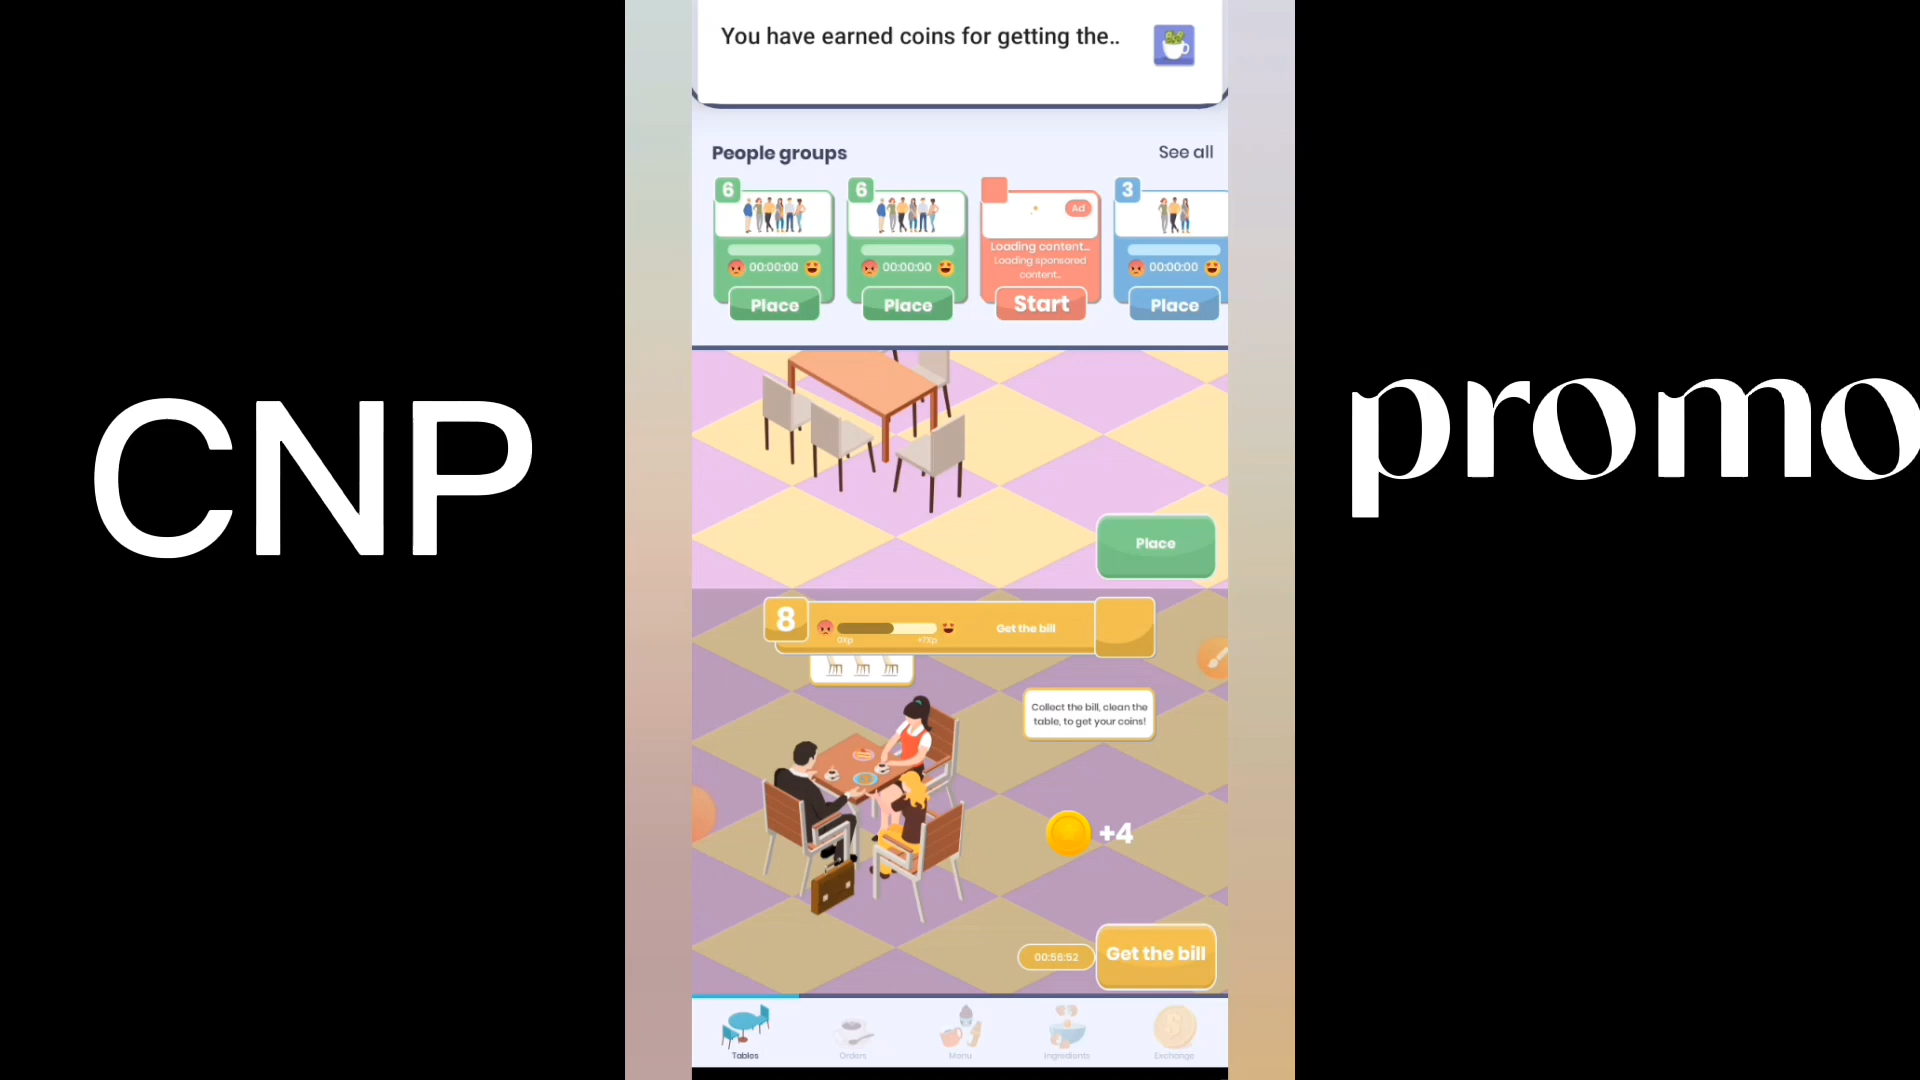 You have earned coins for getting the..
People groups
See all
6
6
Ad
3
Loading content...
Loading sponsored
content..
00:00:00
00:00:00
00:00:00
Place
Place
Start
Place
CNP
promo
Place
8
0Xp
+7Xp
Get the bill
Collect the bill, clean the
table, to get your coins!
+4
00:56:52
Get the bill
Tables
Orders
Menu
Ingredients
Exchange